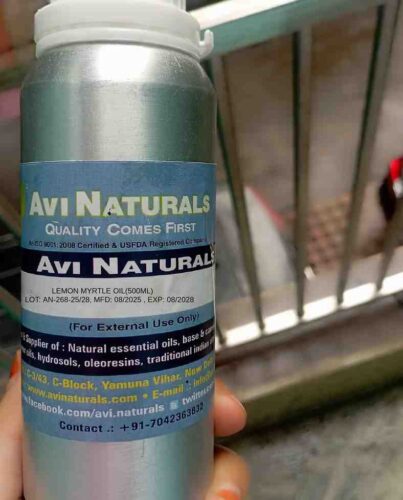 AVI NATURALS
QUALITY COMES FIRST
An ISO 9001:2008 Certified & USFDA Registered
AVI NATURALS
LEMON MYRTLE OIL(500ML)
LOT: AN-268-25/28, MFD: 08/2025 , EXP: 08/2028
(For External Use Only)
& Supplier of : Natural essential oils, base &
oils, hydrosols, oleoresins, traditional indian
C-3/43, C-Block, Yamuna Vihar, New
www.avinaturals.com • E-mail :
facebook.com/avi.naturals
Contact .: +91-7042363830